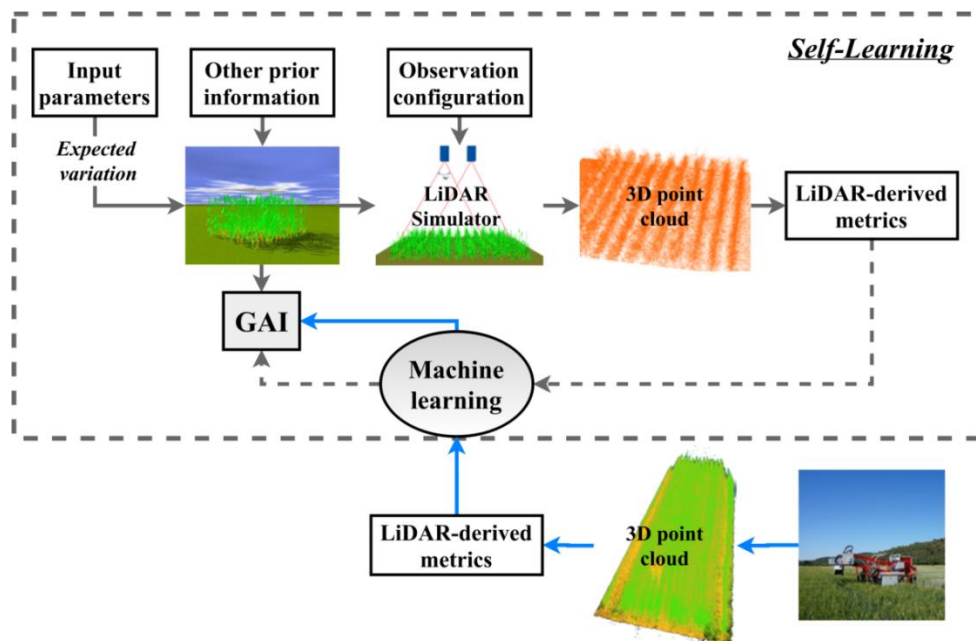 Self-Learning
Input
parameters
Other prior
information
Observation
configuration
Expected
variation
LiDAR
Simulator
3D point
cloud
LiDAR-derived
metrics
GAI
Machine
learning
LiDAR-derived
metrics
3D point
cloud